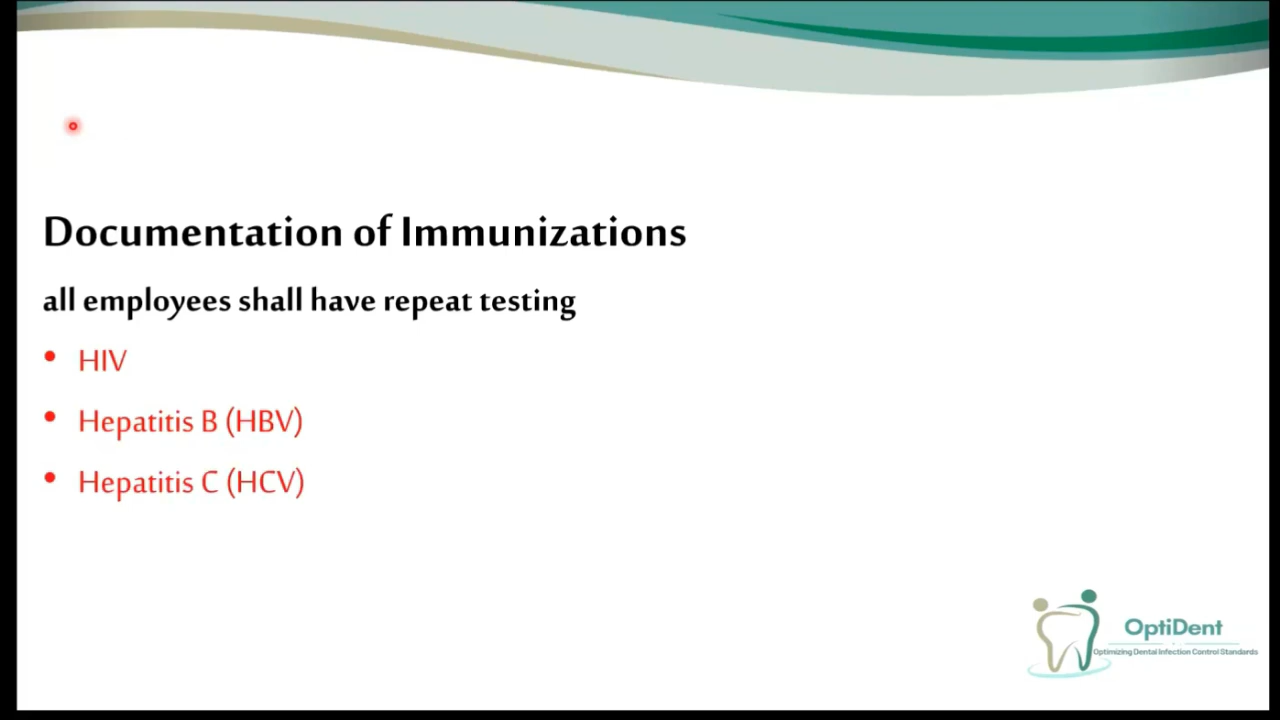 Documentation of Immunizations
all employees shall have repeat testing
• HIV
• Hepatitis B (HBV)
• Hepatitis C (HCV)
OptiDent
Optimizing Dental Infection Control Standards